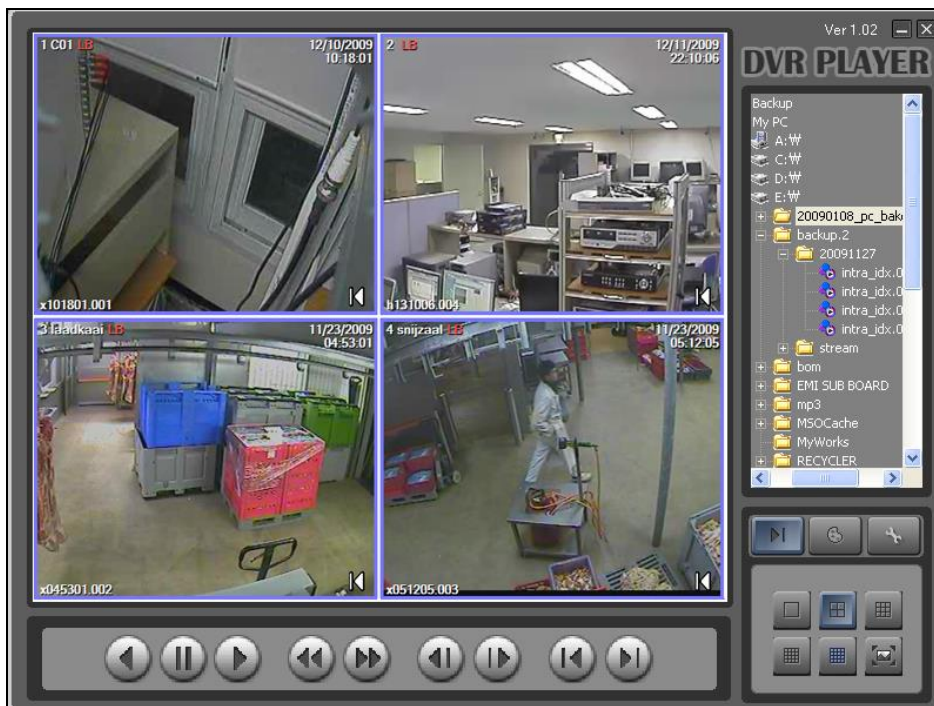 Ver 1.02
DVR PLAYER
1 C01 LB
12/10/2009
10:18:01
x101801.001
2 LB
12/11/2009
22:10:06
h131006.004
3 laadkaai LB
11/23/2009
04:53:01
x045301.002
4 snijzaal LB
11/23/2009
05:12:05
x051205.003
Backup
My PC
A:₩
C:₩
D:₩
E:₩
20090108_pc_bak
backup.2
20091127
intra_idx.0
intra_idx.0
intra_idx.0
intra_idx.0
stream
bom
EMI SUB BOARD
mp3
MSOCache
MyWorks
RECYCLER